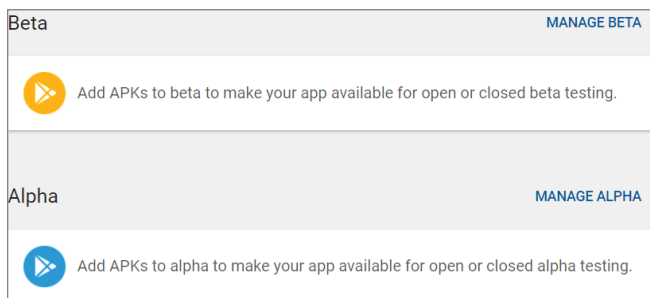 Beta MANAGE BETA
Add APKs to beta to make your app available for open or closed beta testing.
Alpha MANAGE ALPHA
Add APKs to alpha to make your app available for open or closed alpha testing.